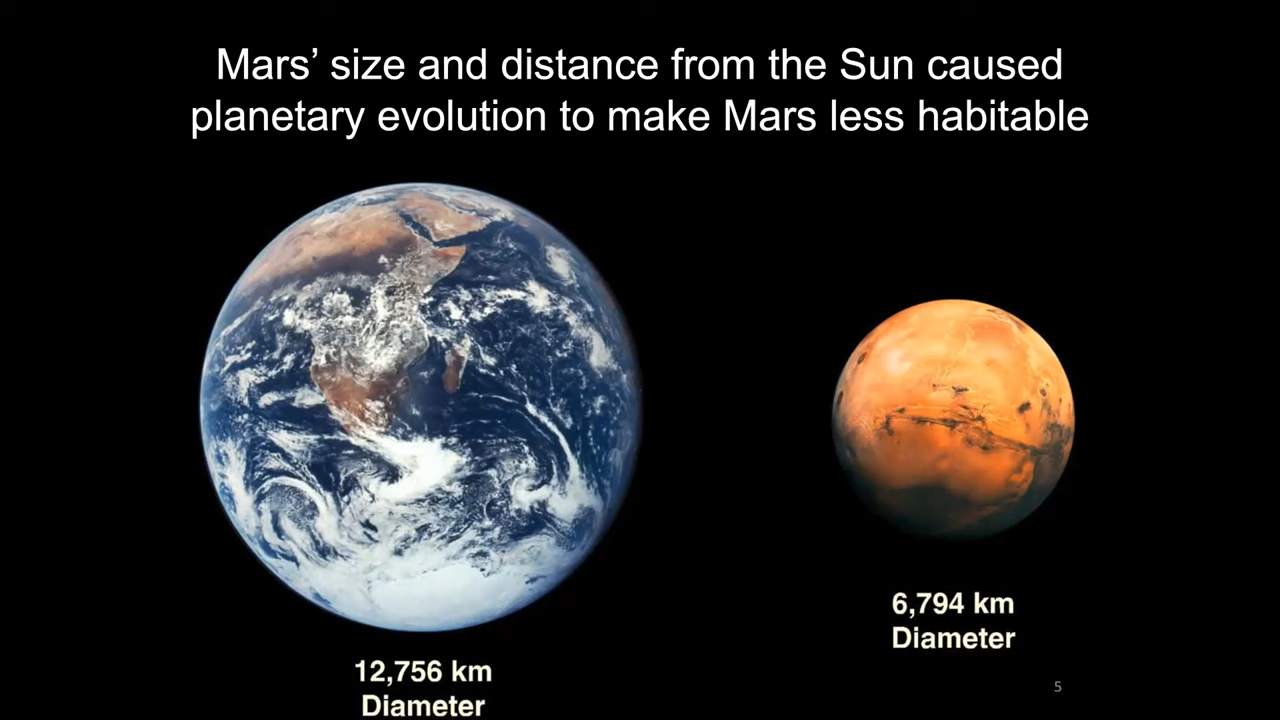 Mars’ size and distance from the Sun caused
planetary evolution to make Mars less habitable
12,756 km
Diameter
6,794 km
Diameter
5